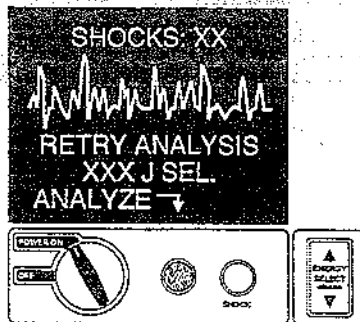 SHOCKS: XX
RETRY ANALYSIS
XXX J SEL.
ANALYZE
POWER ON
OFF
SHOCK
ENERGY
SELECT